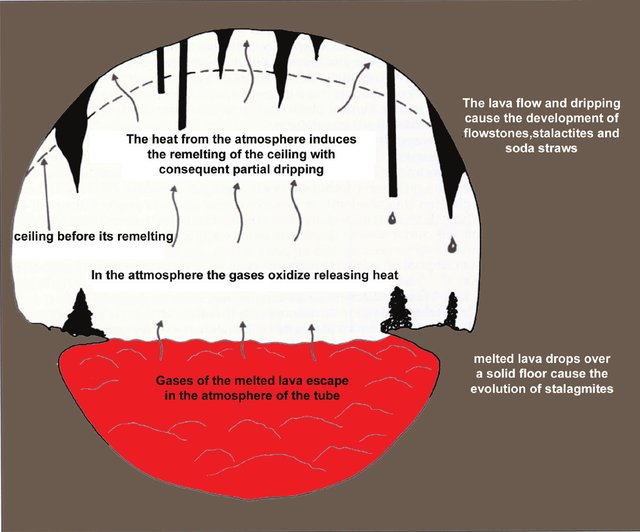 The lava flow and dripping
cause the development of
flowstones,stalactites and
soda straws
The heat from the atmosphere induces
the remelting of the ceiling with
consequent partial dripping
ceiling before its remelting
In the attmosphere the gases oxidize releasing heat
Gases of the melted lava escape
in the atmosphere of the tube
melted lava drops over
a solid floor cause the
evolution of stalagmites